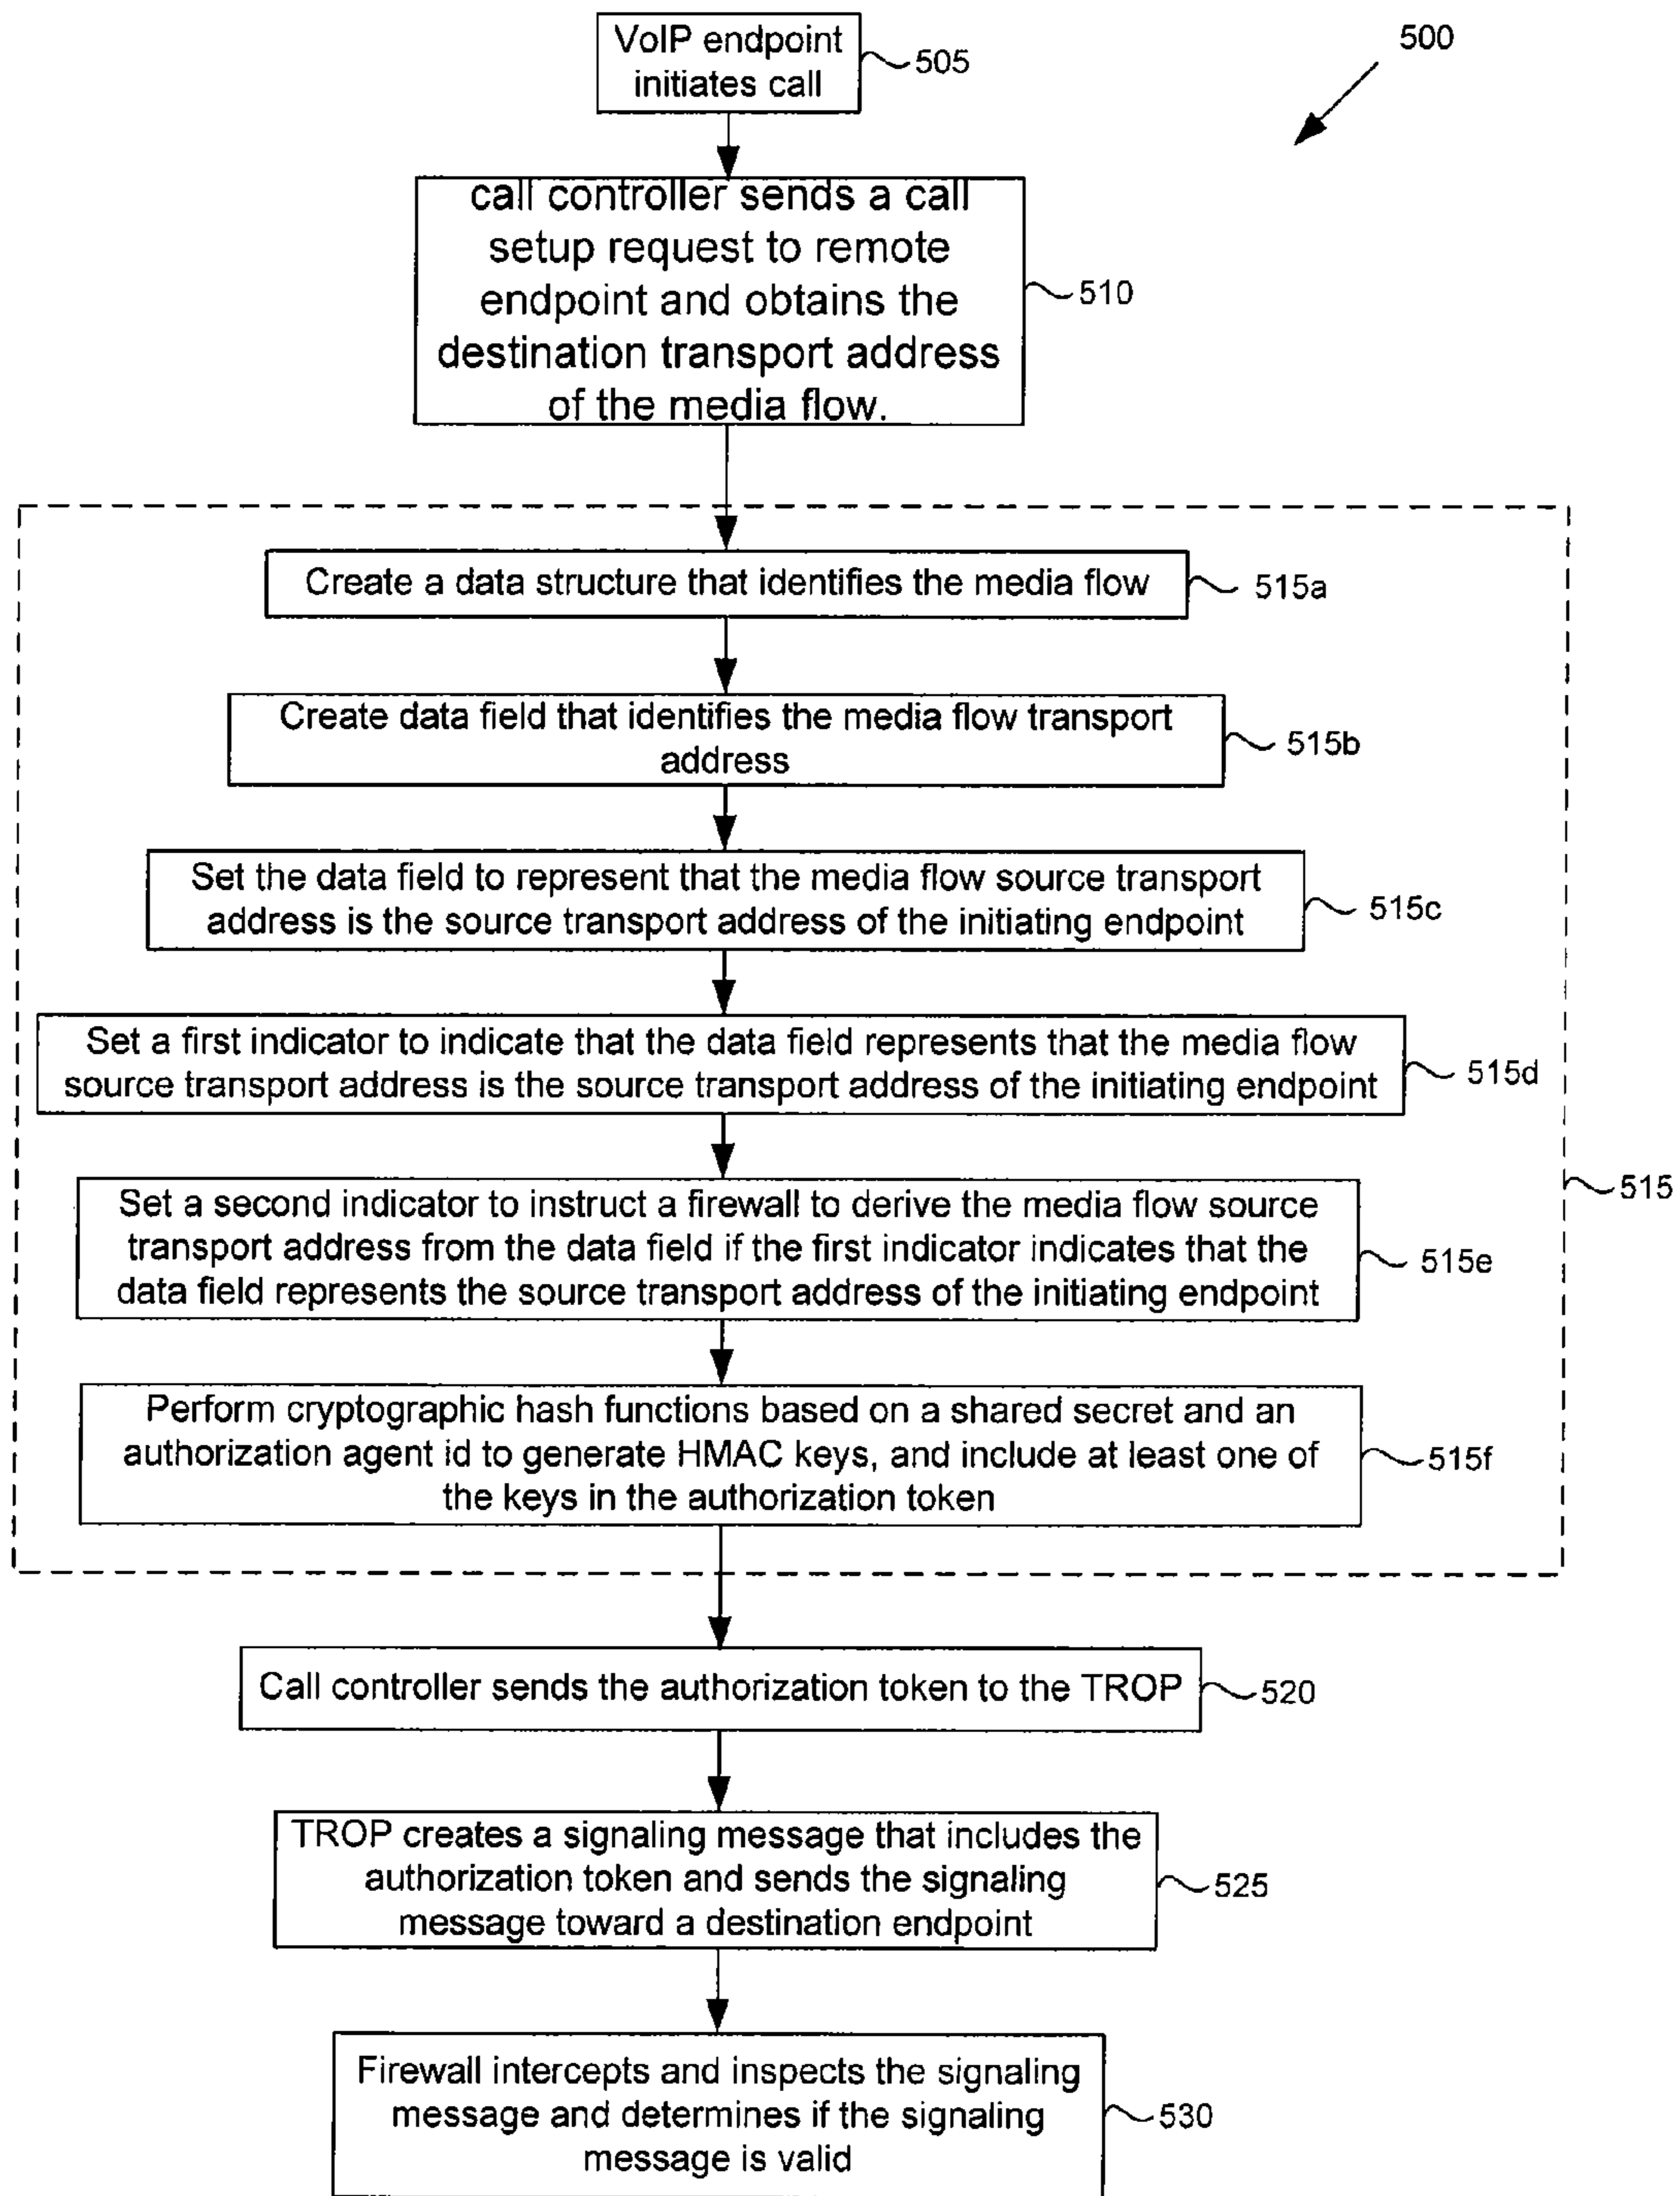 VoIP endpoint
initiates call
505
500
call controller sends a call
setup request to remote
endpoint and obtains the
destination transport address
of the media flow.
510
Create a data structure that identifies the media flow
515a
Create data field that identifies the media flow transport
address
515b
Set the data field to represent that the media flow source transport
address is the source transport address of the initiating endpoint
515c
Set a first indicator to indicate that the data field represents that the media flow
source transport address is the source transport address of the initiating endpoint
515d
Set a second indicator to instruct a firewall to derive the media flow source
transport address from the data field if the first indicator indicates that the
data field represents the source transport address of the initiating endpoint
515e
515
Perform cryptographic hash functions based on a shared secret and an
authorization agent id to generate HMAC keys, and include at least one of
the keys in the authorization token
515f
Call controller sends the authorization token to the TROP
520
TROP creates a signaling message that includes the
authorization token and sends the signaling
message toward a destination endpoint
525
Firewall intercepts and inspects the signaling
message and determines if the signaling
message is valid
530